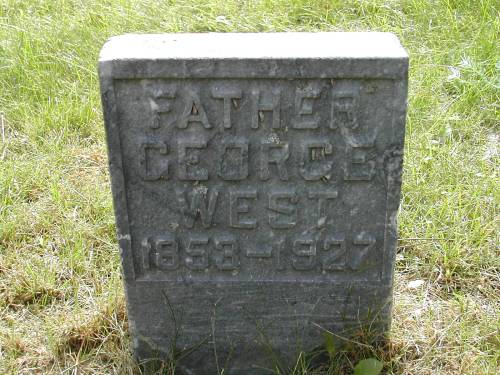 FATHER
GEORGE
WEST
1853-1927